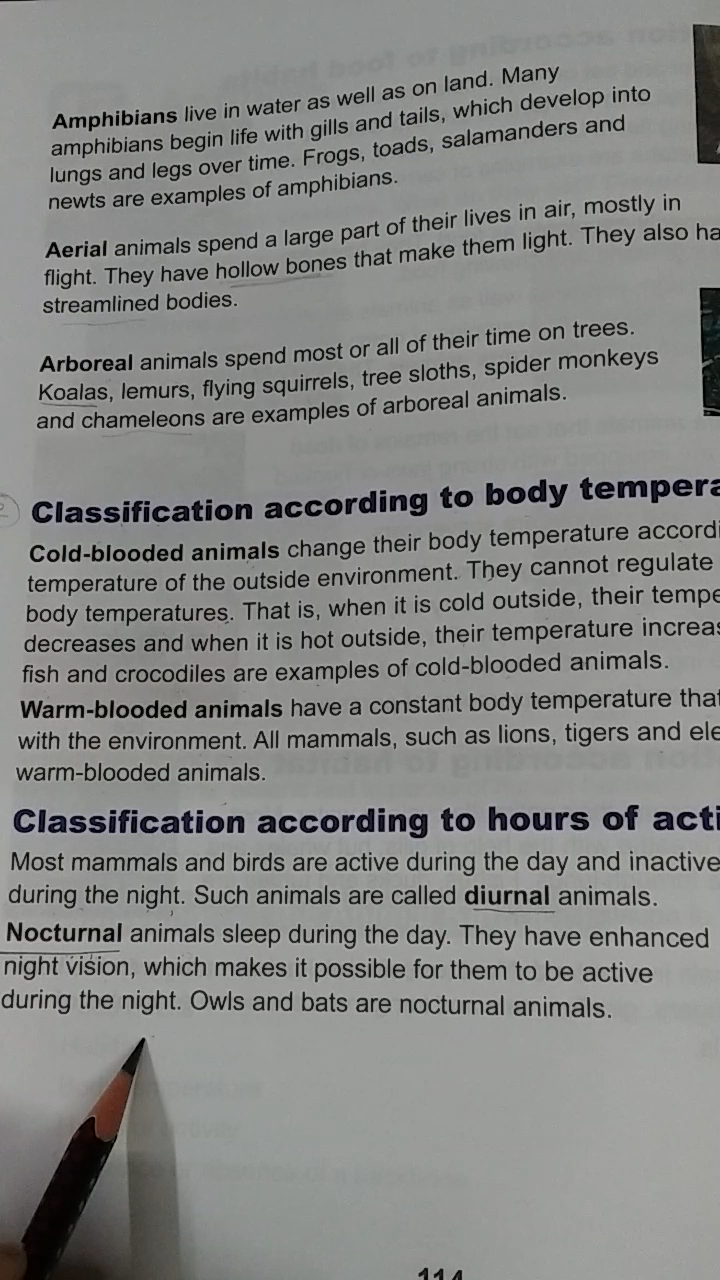 Amphibians live in water as well as on land. Many
amphibians begin life with gills and tails, which develop into
lungs and legs over time. Frogs, toads, salamanders and
newts are examples of amphibians.
Aerial animals spend a large part of their lives in air, mostly in
flight. They have hollow bones that make them light. They also
streamlined bodies.
Arboreal animals spend most or all of their time on trees.
Koalas, lemurs, flying squirrels, tree sloths, spider monkeys
and chameleons are examples of arboreal animals.
Classification according to body
Cold-blooded animals change their body temperature
temperature of the outside environment. They cannot regulate
body temperatures. That is, when it is cold outside, their
decreases and when it is hot outside, their temperature
fish and crocodiles are examples of cold-blooded animals.
Warm-blooded animals have a constant body temperature
with the environment. All mammals, such as lions, tigers and
warm-blooded animals.
Classification according to hours of
Most mammals and birds are active during the day and inactive
during the night. Such animals are called diurnal animals.
Nocturnal animals sleep during the day. They have enhanced
night vision, which makes it possible for them to be active
during the night. Owls and bats are nocturnal animals.